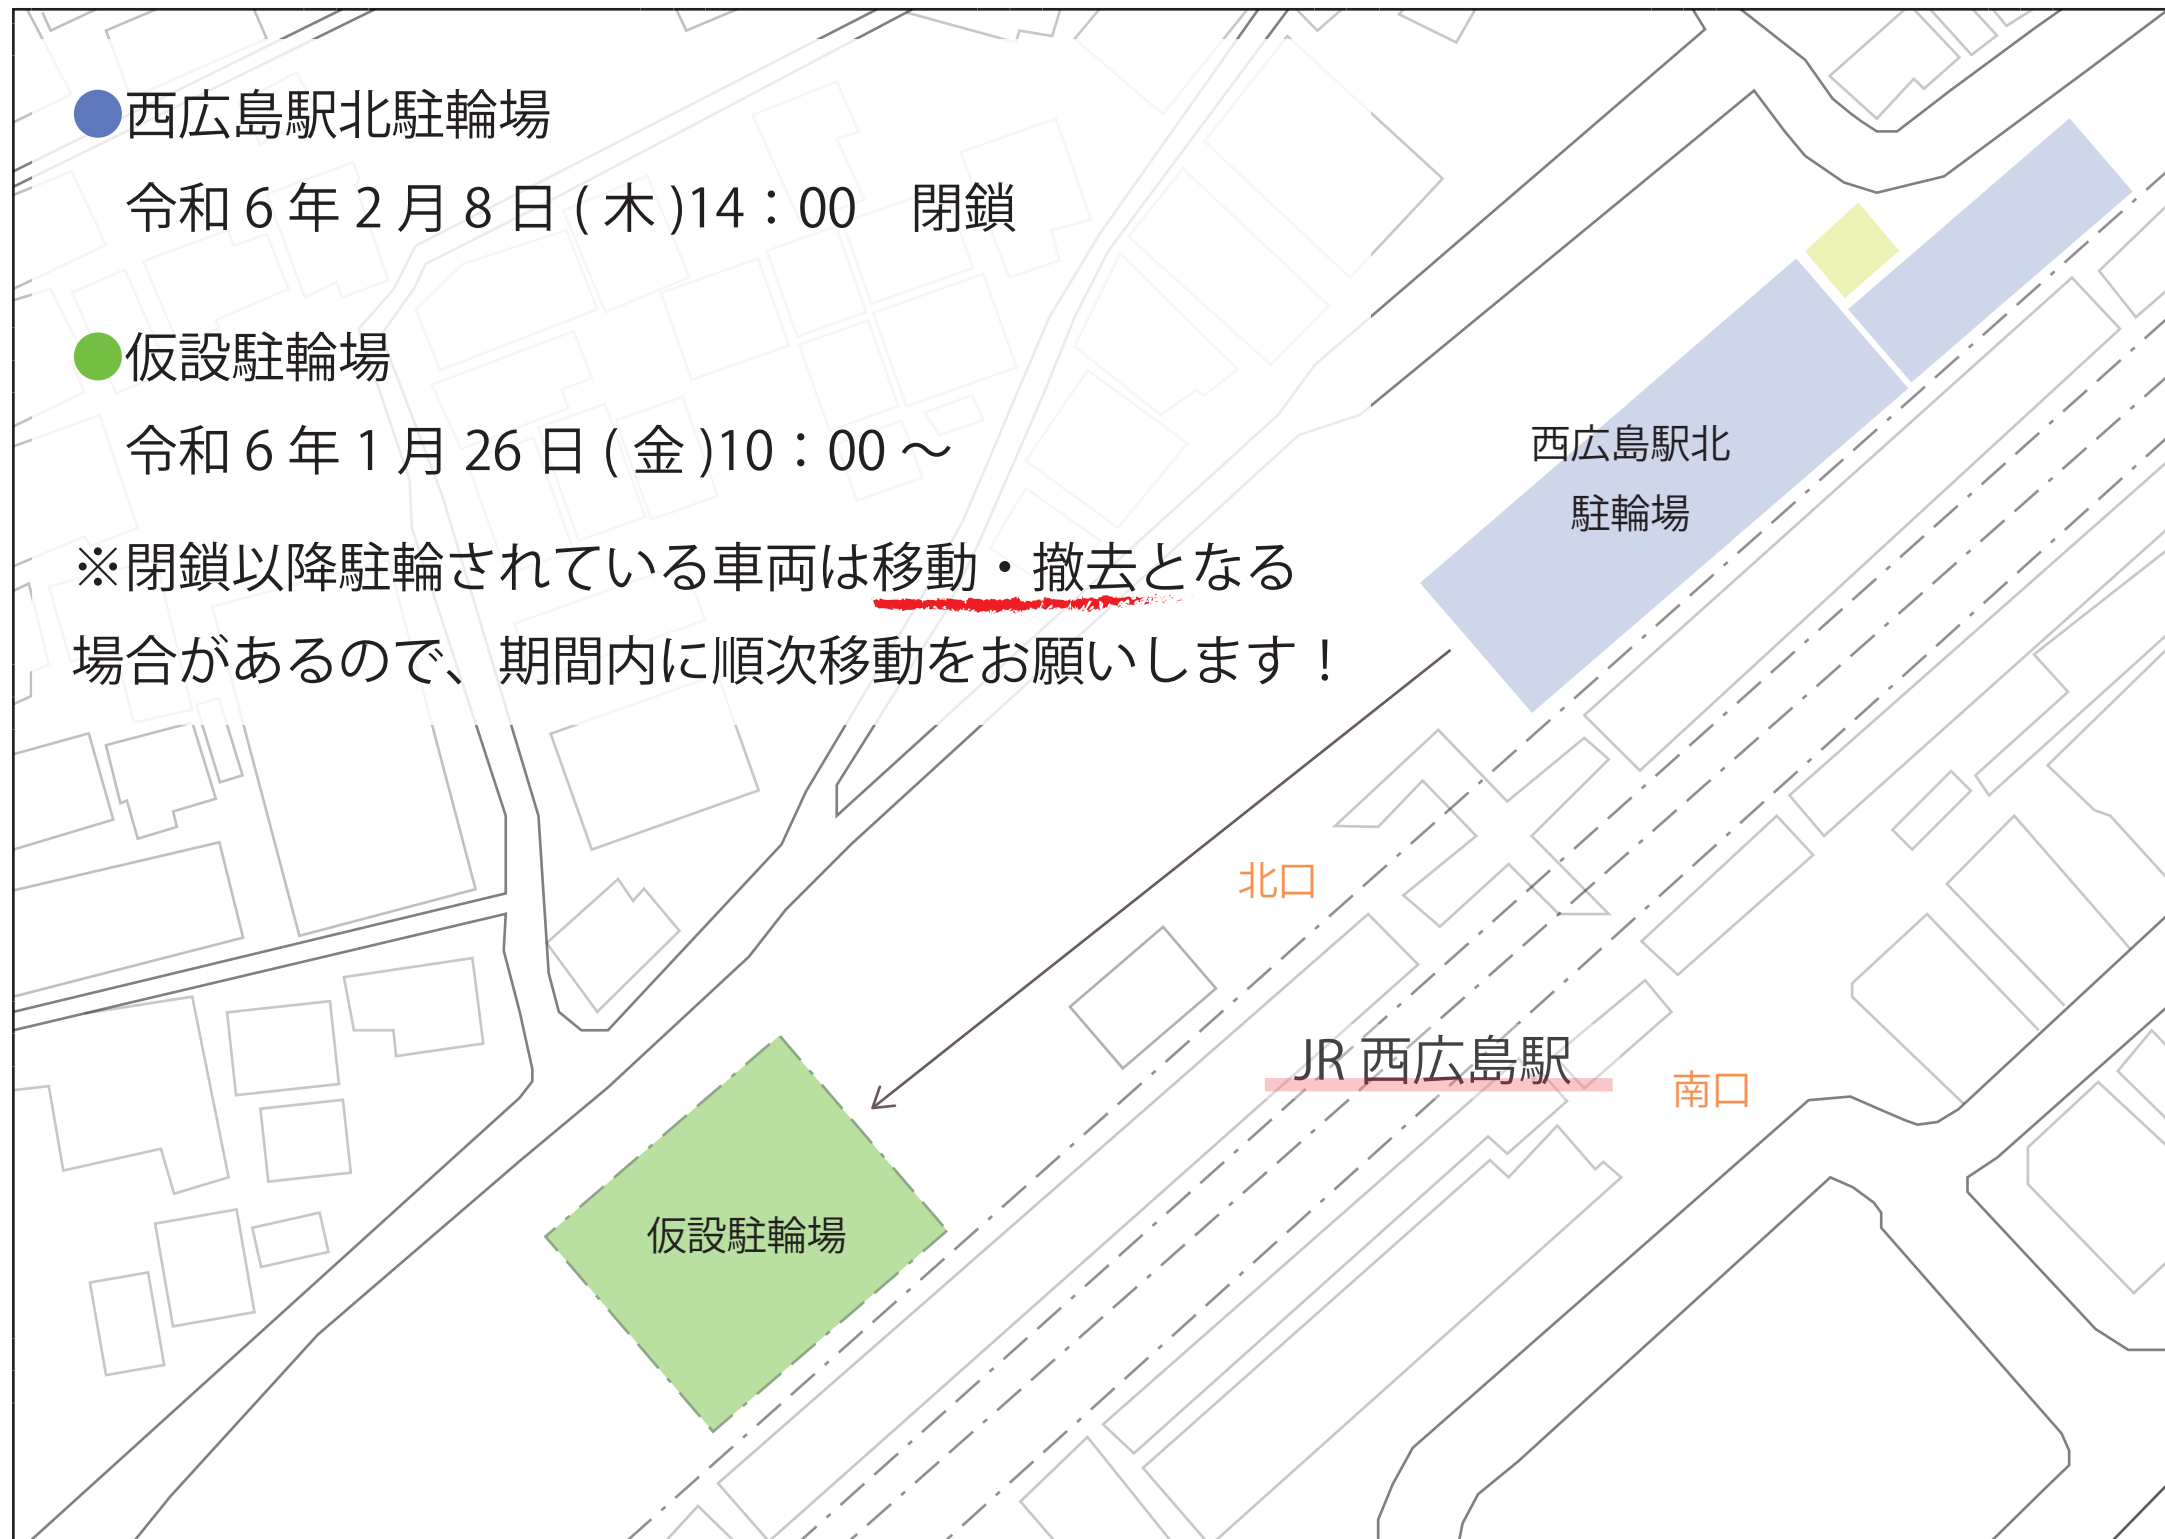 ●西広島駅北駐輪場
令和6年2月8日(木)14：00　閉鎖
●仮設駐輪場
令和6年1月26日(金)10：00～
※閉鎖以降駐輪されている車両は移動・撤去となる
場合があるので、期間内に順次移動をお願いします！
西広島駅北
駐輪場
北口
JR西広島駅
南口
仮設駐輪場